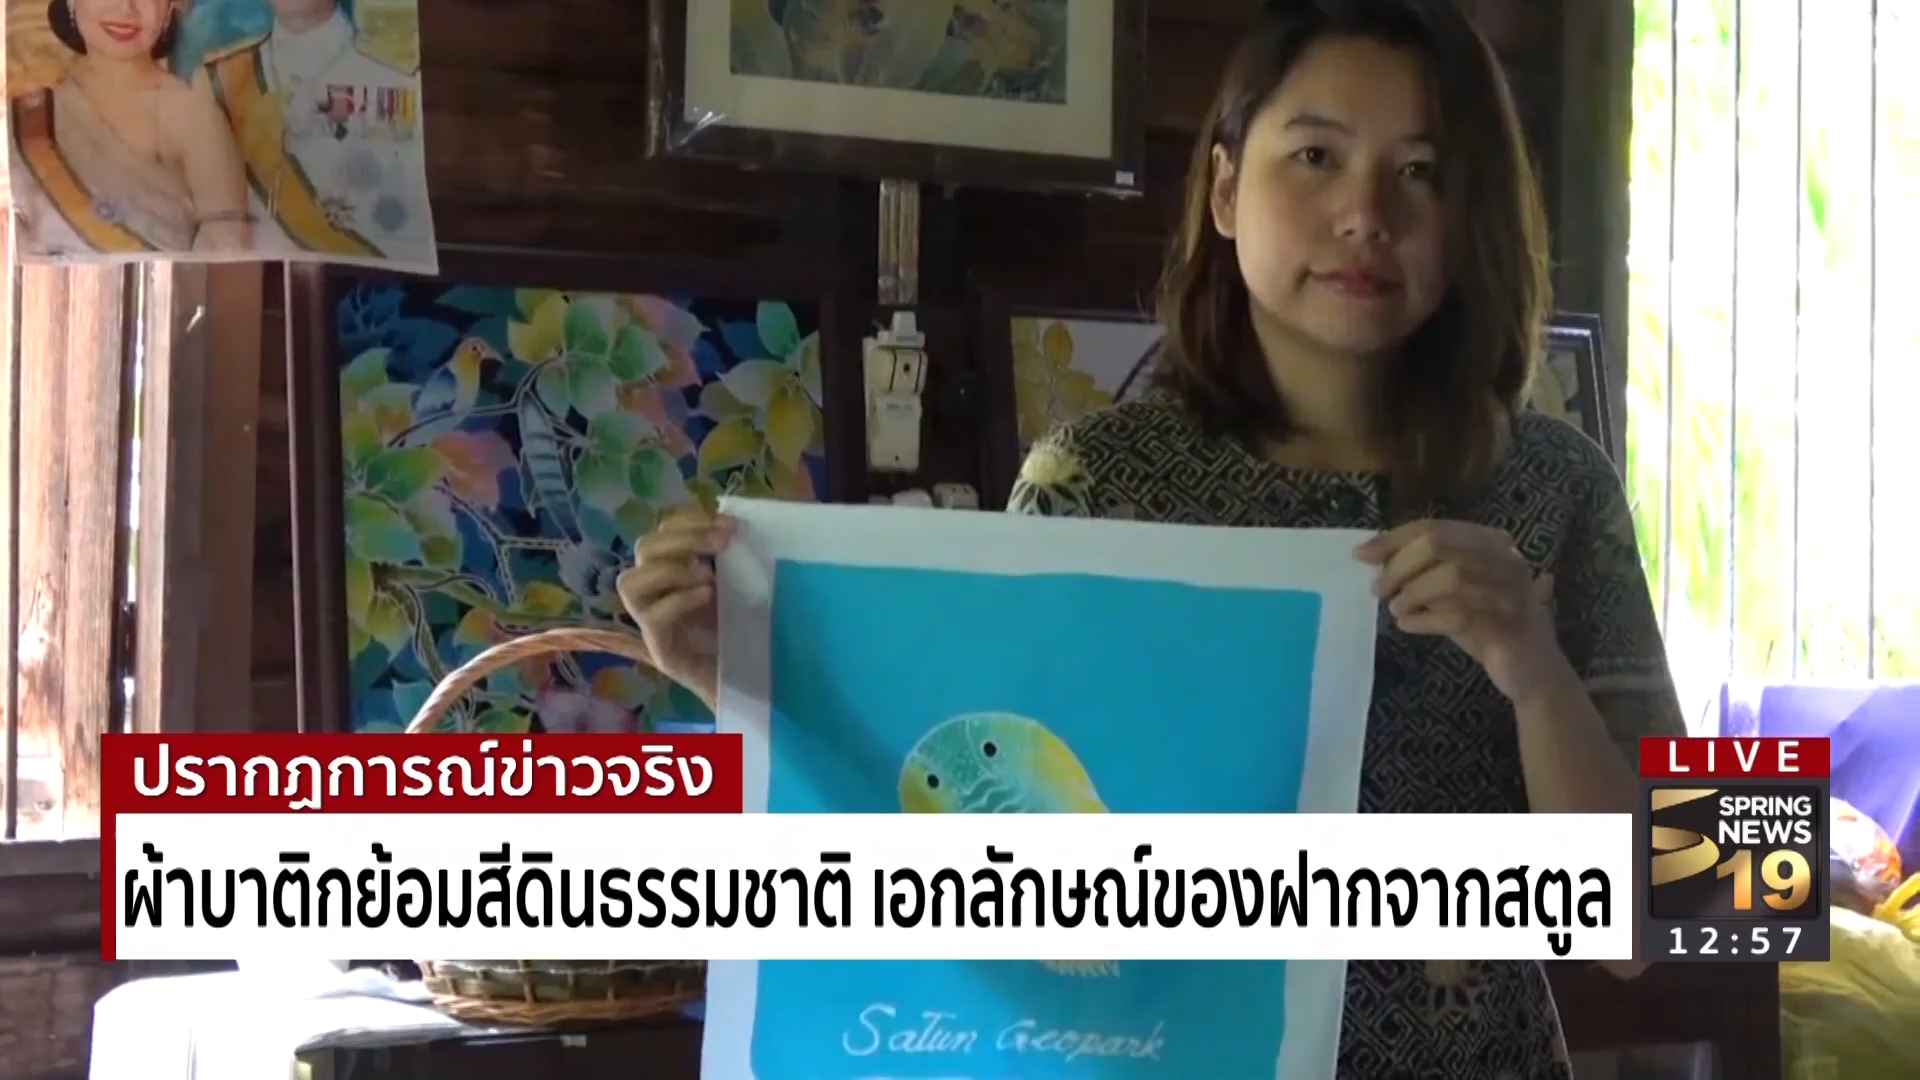 ปรากฏการณ์ข่าวจริง
ผ้าบาติกย้อมสีดินธรรมชาติ เอกลักษณ์ของฝากจากสตูล
LIVE
SPRING
NEWS
19
12:57
Satun Geopark